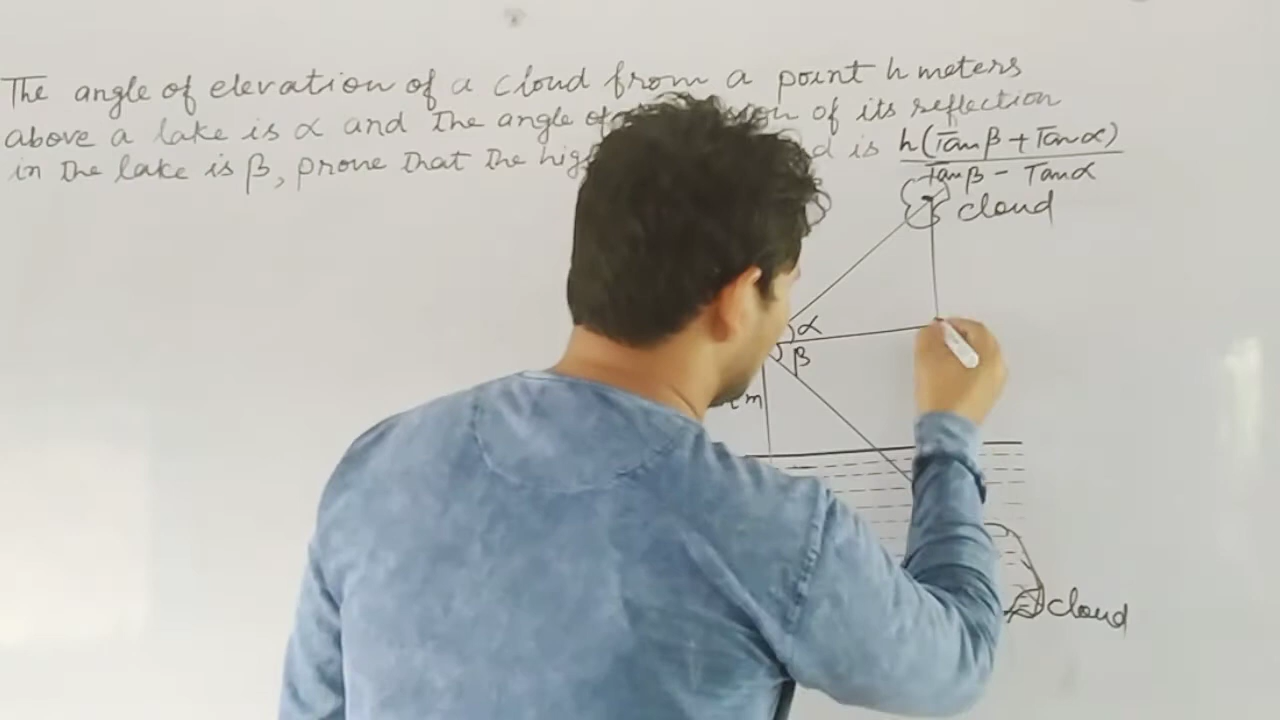 The angle of elevation of a cloud from a point h meters
above a lake is α and the angle of of its reflection
in the lake is β, prove that the is h(Tanβ + Tanα)
Tanβ - Tanα
cloud
α
β
m
cloud